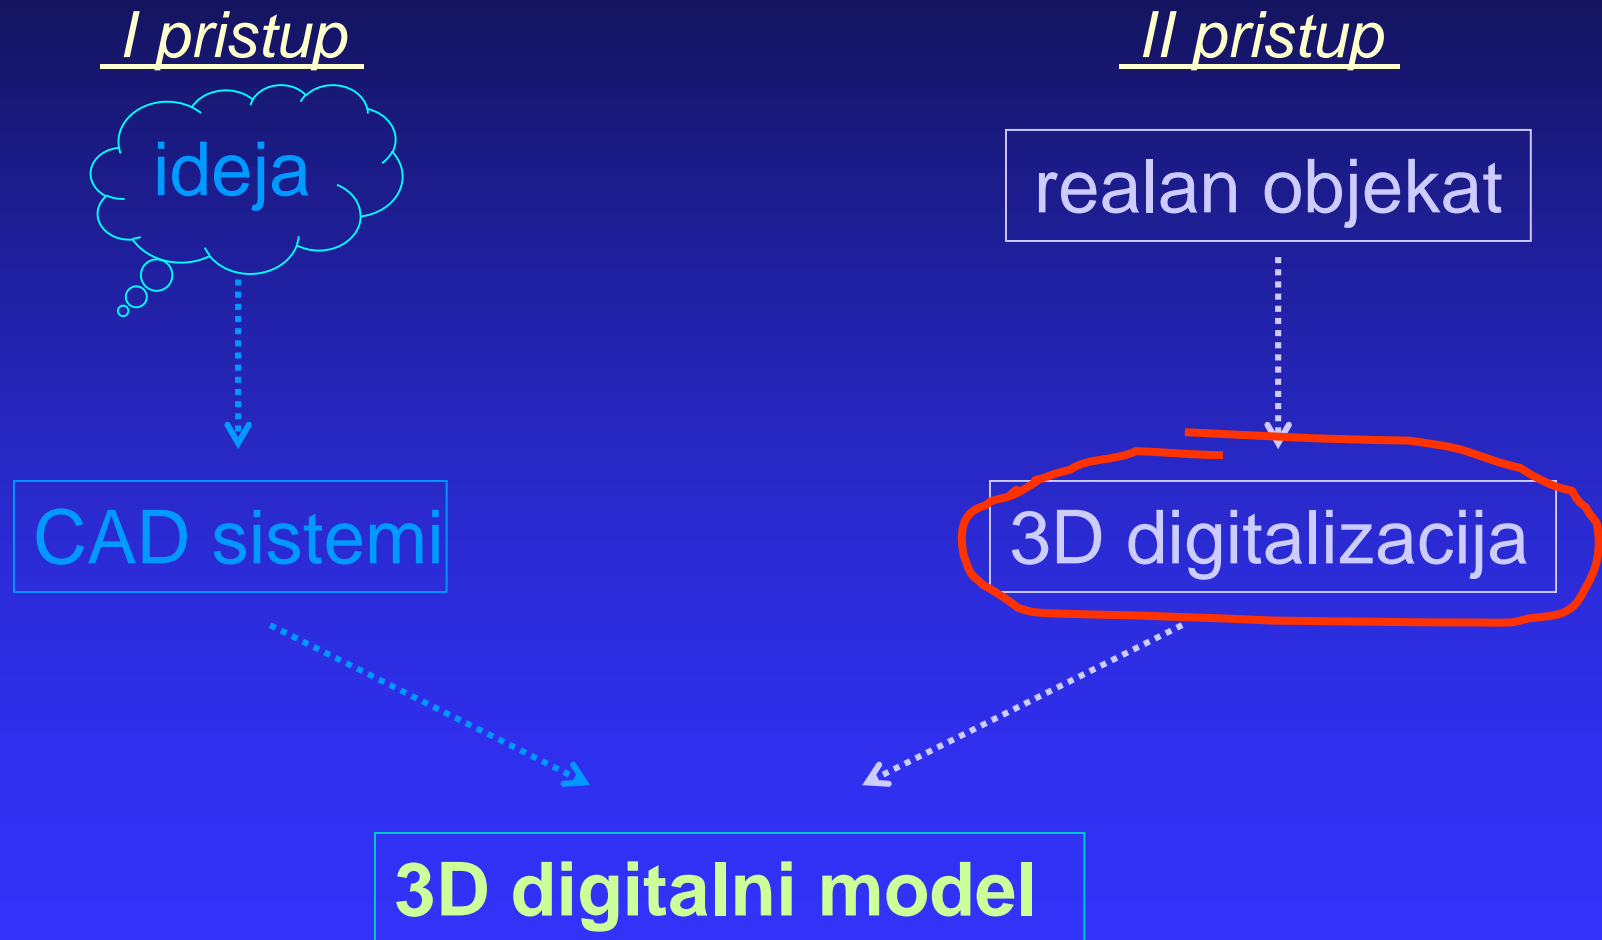 I pristup
II pristup
ideja
realan objekat
CAD sistemi
3D digitalizacija
3D digitalni model